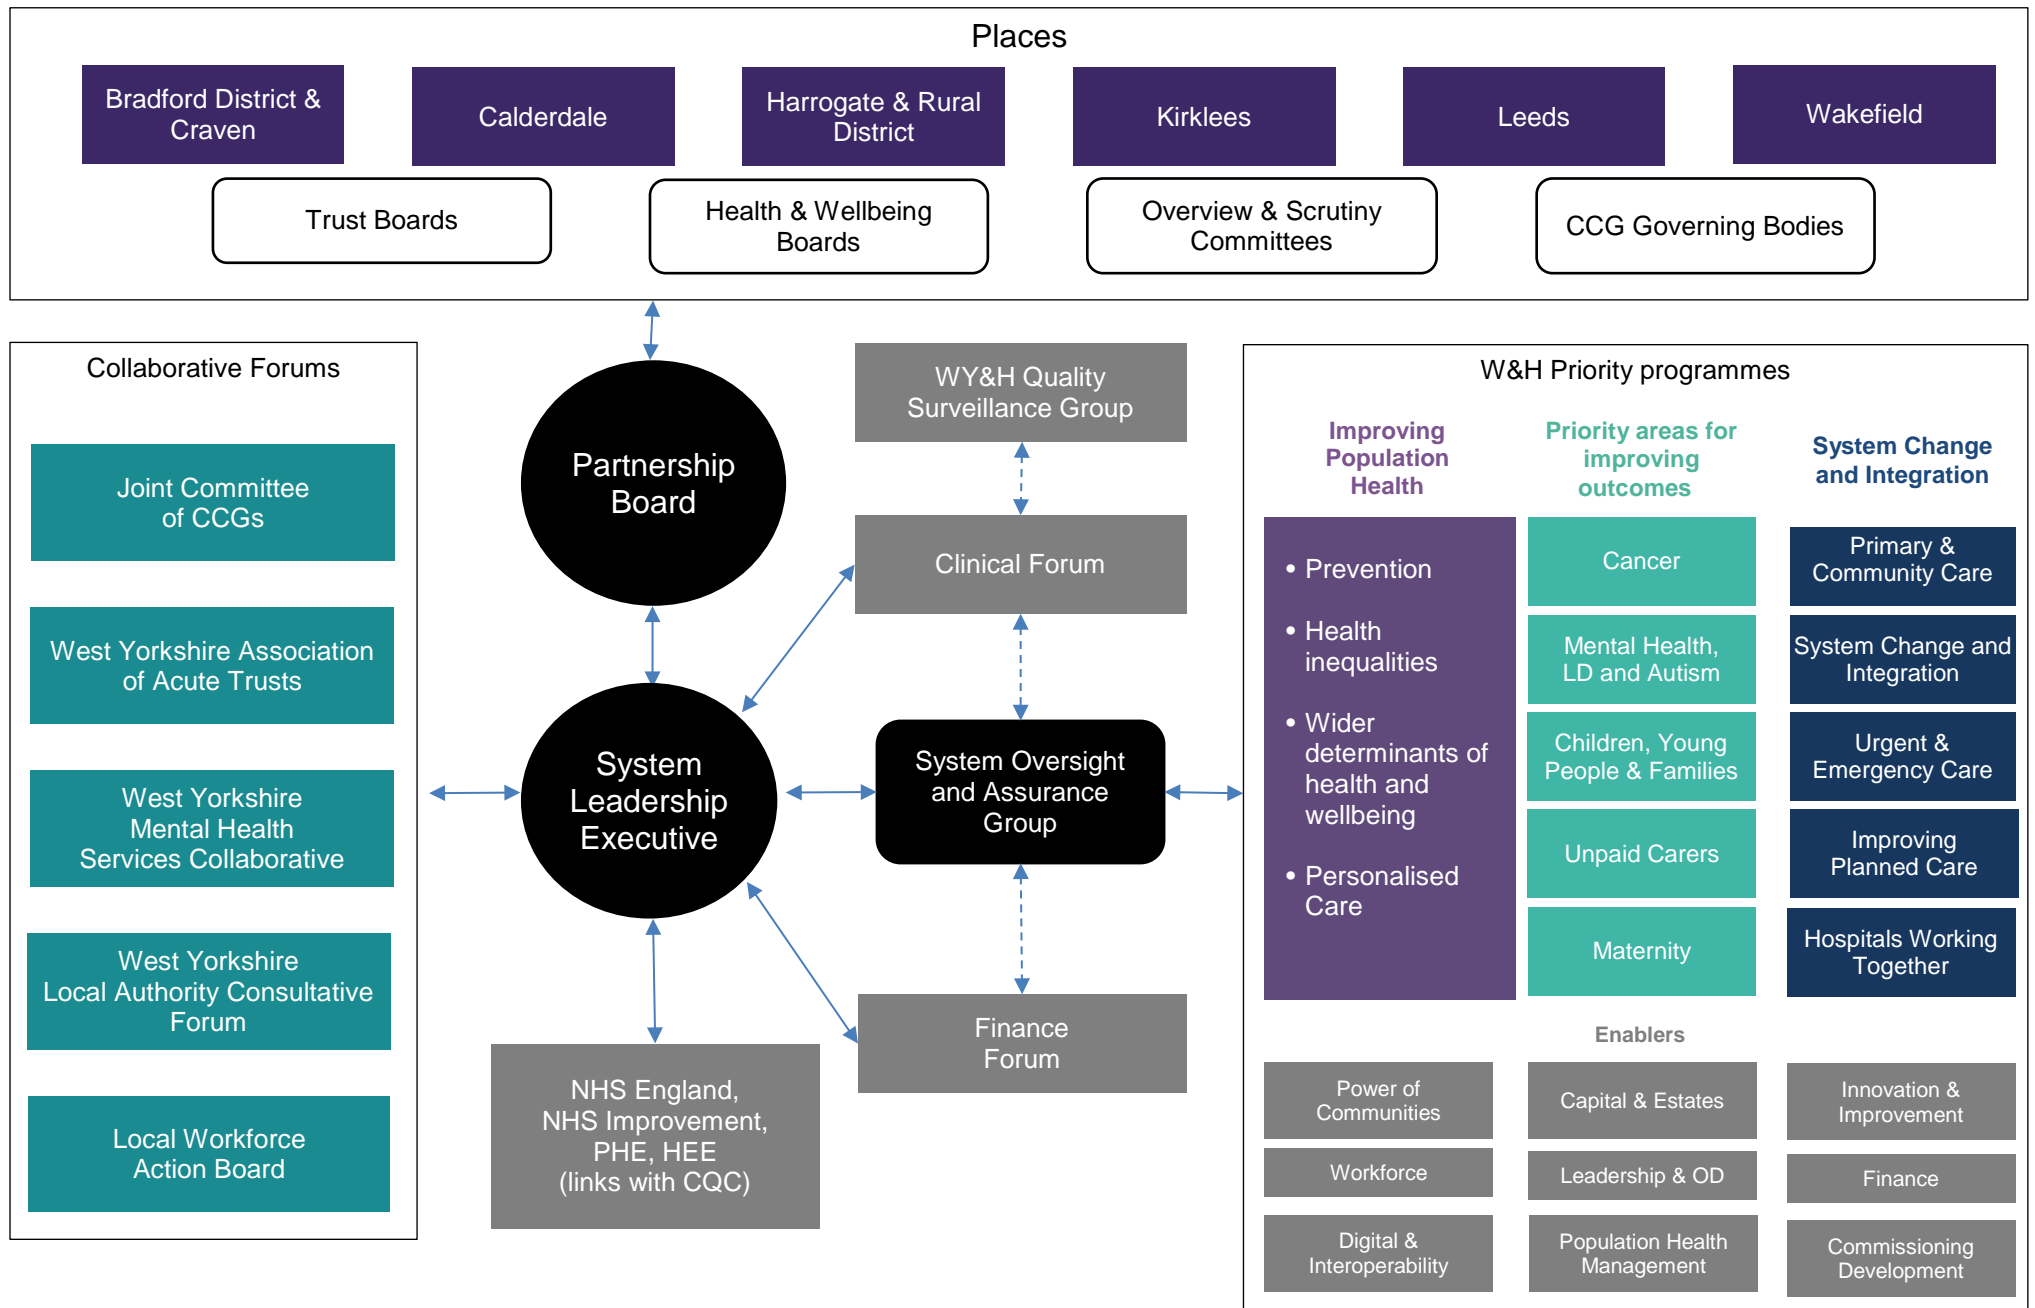 Places
Bradford District &
Craven
Calderdale
Harrogate & Rural
District
Kirklees
Leeds
Wakefield
Trust Boards
Health & Wellbeing
Boards
Overview & Scrutiny
Committees
CCG Governing Bodies
Collaborative Forums
Joint Committee
of CCGs
West Yorkshire Association
of Acute Trusts
West Yorkshire
Mental Health
Services Collaborative
West Yorkshire
Local Authority Consultative
Forum
Local Workforce
Action Board
Partnership
Board
System
Leadership
Executive
NHS England,
NHS Improvement,
PHE, HEE
(links with CQC)
WY&H Quality
Surveillance Group
Clinical Forum
System Oversight
and Assurance
Group
Finance
Forum
W&H Priority programmes
Improving
Population
Health
• Prevention
• Health
inequalities
• Wider
determinants of
health and
wellbeing
• Personalised
Care
Priority areas for
improving
outcomes
Cancer
Mental Health,
LD and Autism
Children, Young
People & Families
Unpaid Carers
Maternity
System Change
and Integration
Primary &
Community Care
System Change and
Integration
Urgent &
Emergency Care
Improving
Planned Care
Hospitals Working
Together
Enablers
Power of
Communities
Capital & Estates
Innovation &
Improvement
Workforce
Leadership & OD
Finance
Digital &
Interoperability
Population Health
Management
Commissioning
Development